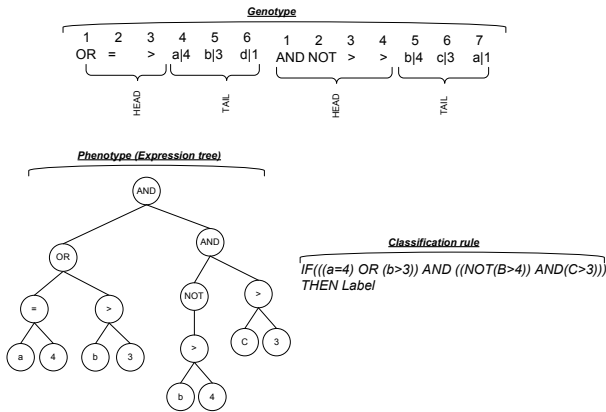 Genotype
1 2 3 4 5 6 1 2 3 4 5 6 7
OR = > a|4 b|3 d|1 AND NOT > > b|4 c|3 a|1
HEAD TAIL HEAD TAIL
Phenotype (Expression tree)
AND
OR AND
= > NOT >
a 4 b 3 > C 3
b 4
Classification rule
IF(((a=4) OR (b>3)) AND ((NOT(B>4)) AND(C>3)))
THEN Label